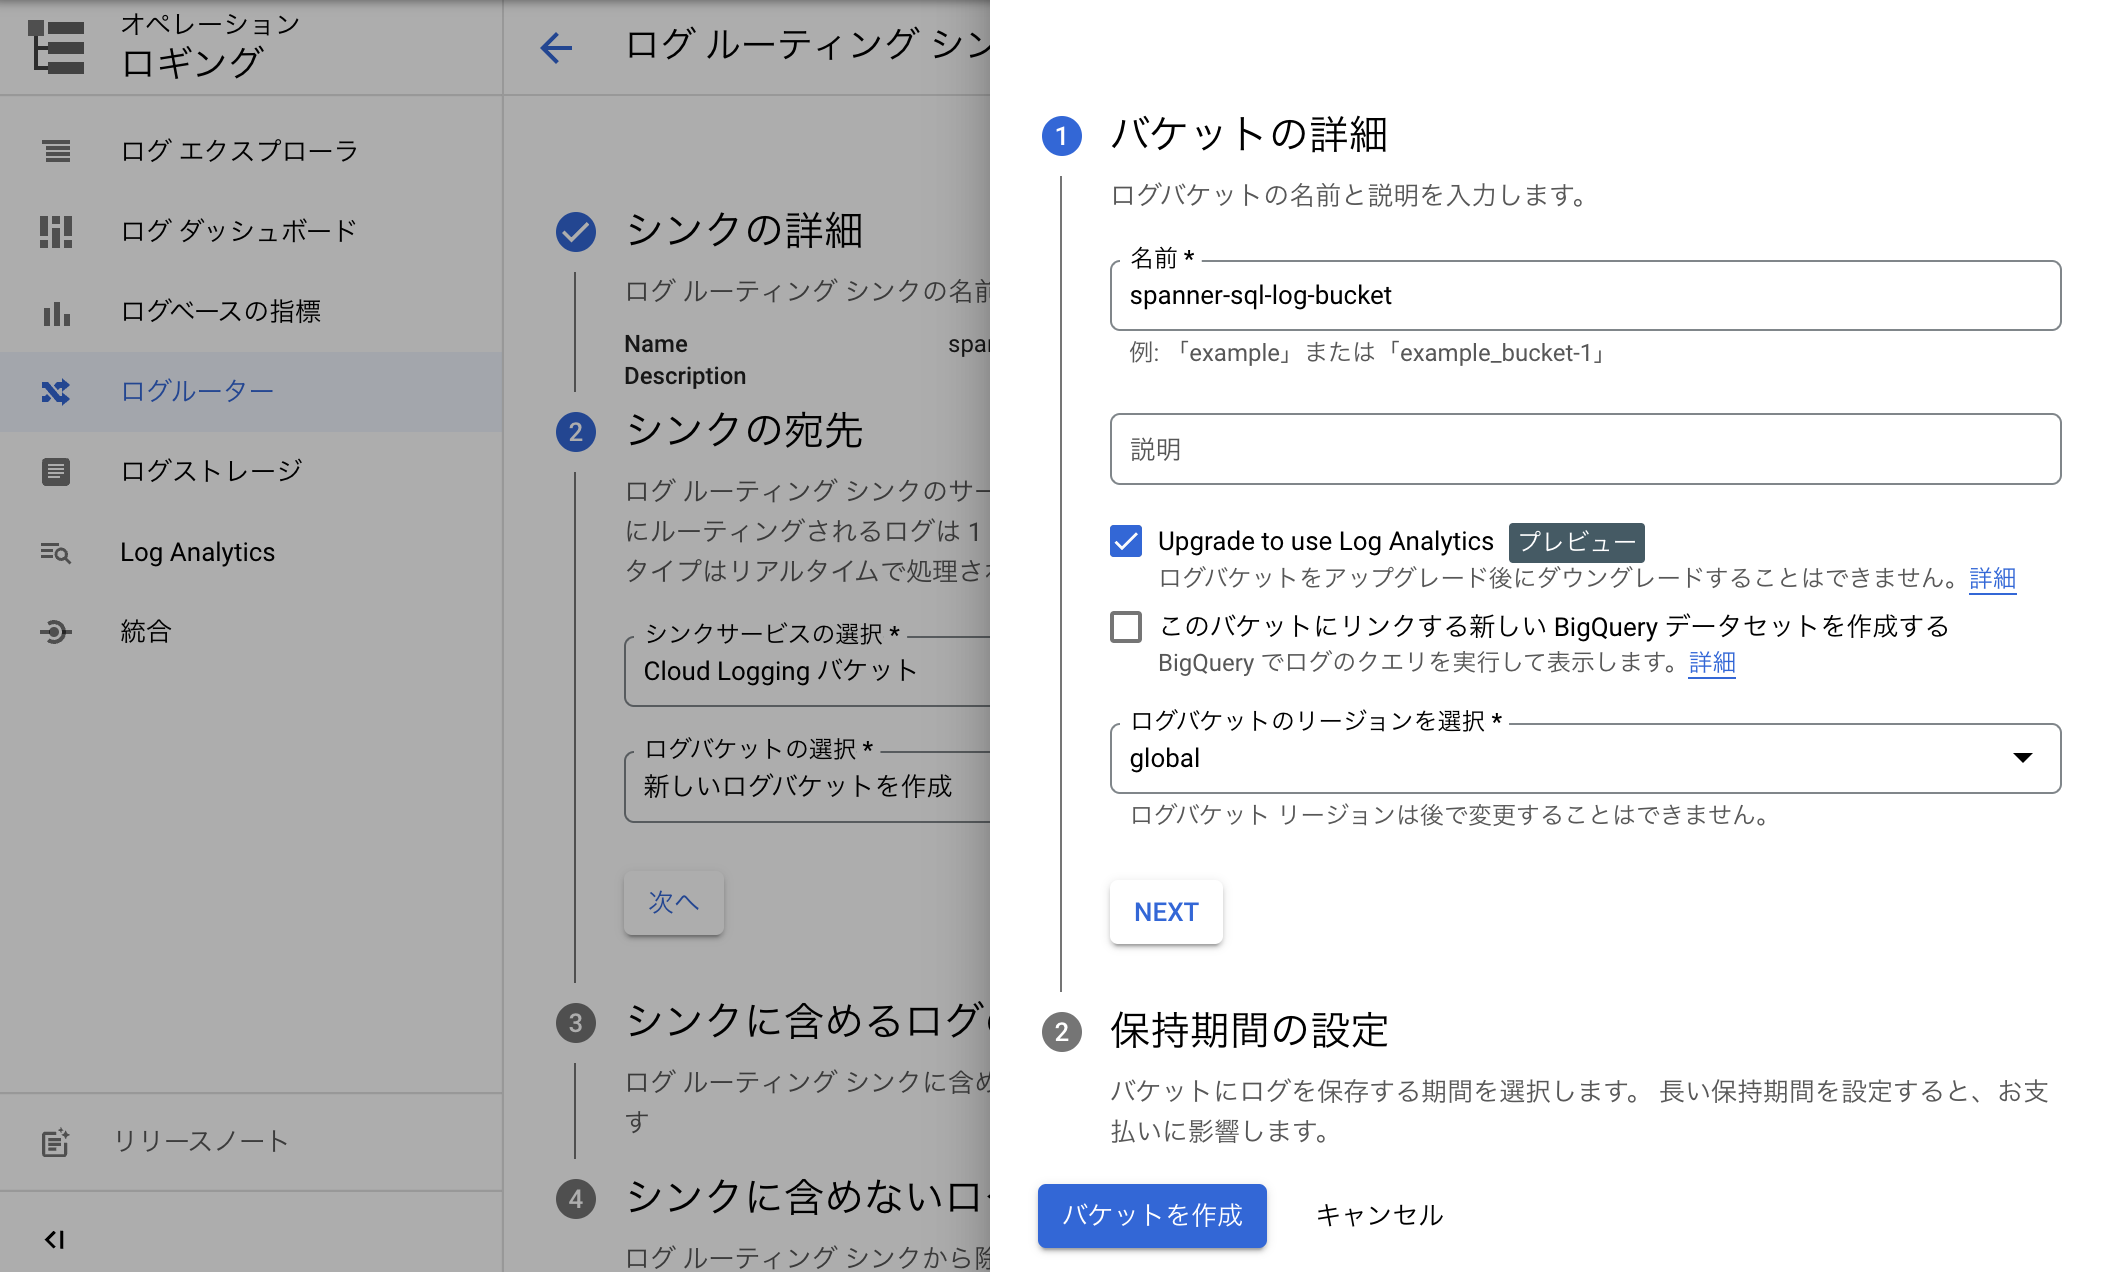 オペレーション
ロギング
ログ エクスプローラ
ログ ダッシュボード
ログベースの指標
ログルーター
ログストレージ
Log Analytics
統合
リリースノート
ログ ルーティング シン
シンクの詳細
ログ ルーティング シンクの名前
Name
spa
Description
2
シンクの宛先
ログ ルーティング シンクのサー
にルーティングされるログは 1
タイプはリアルタイムで処理され
シンクサービスの選択 *
Cloud Logging バケット
ログバケットの選択 *
新しいログバケットを作成
次へ
3
シンクに含めるログの
ログ ルーティング シンクに含め
す
4
シンクに含めないロ
ログ ルーティング シンクから除
1
バケットの詳細
ログバケットの名前と説明を入力します。
名前 *
spanner-sql-log-bucket
例: 「example」または「example_bucket-1」
説明
Upgrade to use Log Analytics プレビュー
ログバケットをアップグレード後にダウングレードすることはできません。詳細
このバケットにリンクする新しい BigQuery データセットを作成する
BigQuery でログのクエリを実行して表示します。詳細
ログバケットのリージョンを選択 *
global
ログバケット リージョンは後で変更することはできません。
NEXT
2
保持期間の設定
バケットにログを保存する期間を選択します。 長い保持期間を設定すると、お支
払いに影響します。
バケットを作成
キャンセル